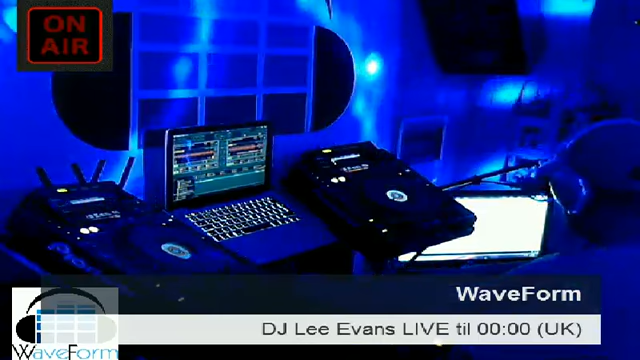 ON
AIR
WaveForm
DJ Lee Evans LIVE til 00:00 (UK)
WaveForm